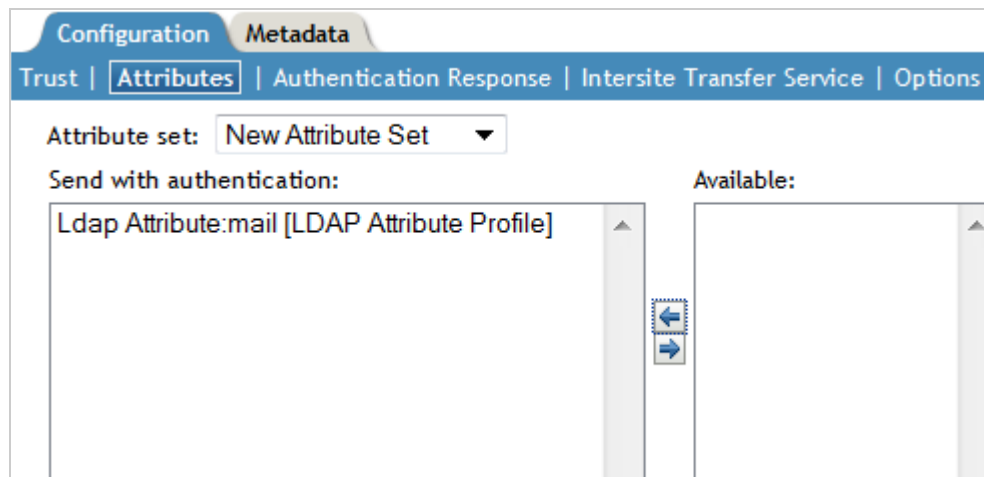 Configuration Metadata
Trust | Attributes | Authentication Response | Intersite Transfer Service | Options
Attribute set: New Attribute Set
Send with authentication: Available:
Ldap Attribute:mail [LDAP Attribute Profile]